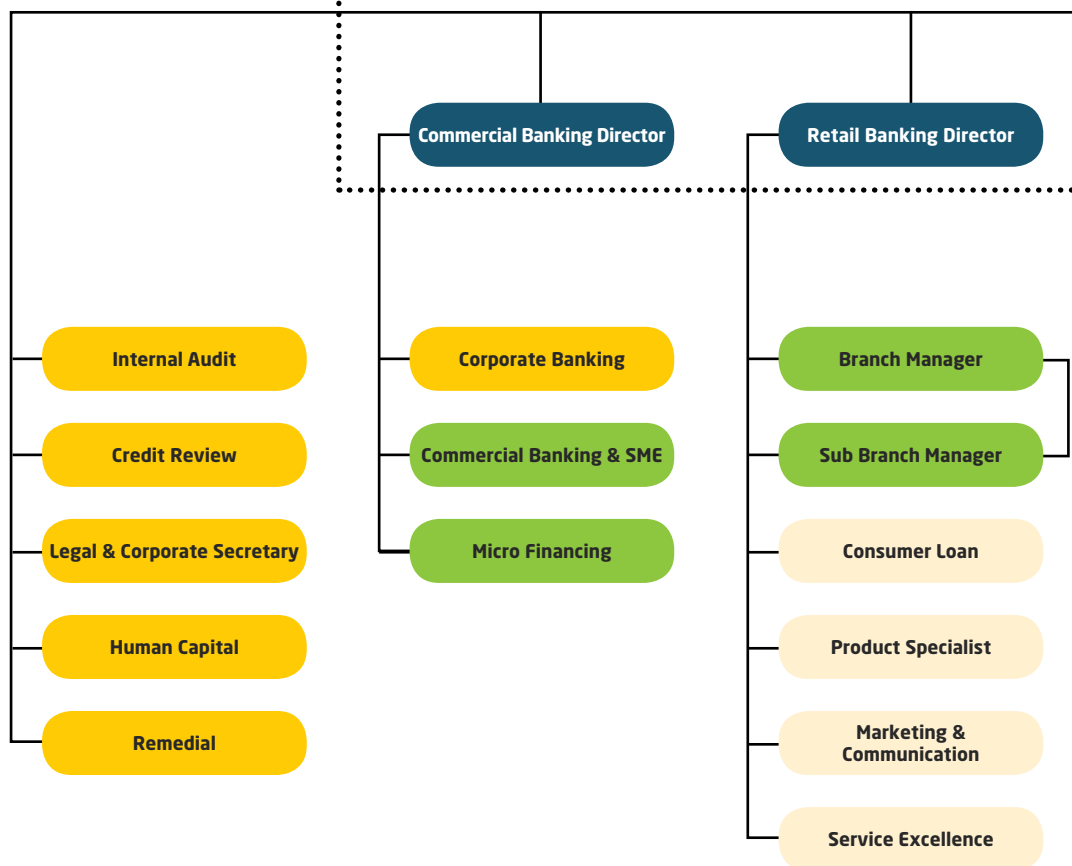 Commercial Banking Director
Retail Banking Director
Internal Audit
Corporate Banking
Branch Manager
Credit Review
Commercial Banking & SME
Sub Branch Manager
Legal & Corporate Secretary
Micro Financing
Consumer Loan
Human Capital
Product Specialist
Remedial
Marketing &
Communication
Service Excellence